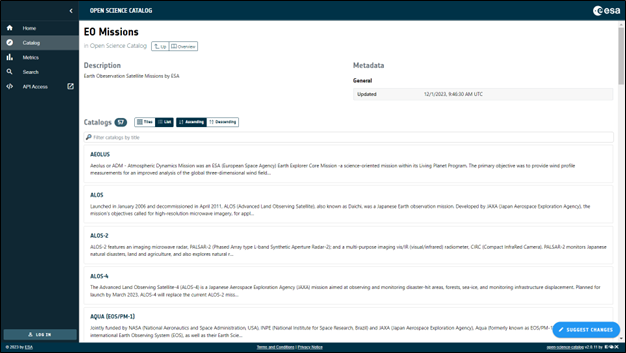 OPEN SCIENCE CATALOG
esa
Home
Catalog
Metrics
Search
API Access
EO Missions
in Open Science Catalog Up Overview
Description
Earth Observation Satellite Missions by ESA
Metadata
General
Updated 12/1/2023, 9:46:30 AM UTC
Catalogs 57 Tiles List Ascending Descending
Filter catalogs by title
AEOLUS
Aeolus or ADM - Atmospheric Dynamics Mission was an ESA (European Space Agency) Earth Explorer Core Mission -a science-oriented mission within its Living Planet Program. The primary objective was to provide wind profile
measurements for an improved analysis of the global three-dimensional wind field...
ALOS
Launched in January 2006 and decommissioned in April 2011, ALOS (Advanced Land Observing Satellite), also known as Daichi, was a Japanese Earth observation mission. Developed by JAXA (Japan Aerospace Exploration Agency), the
mission's objectives called for high-resolution microwave imagery, for appl...
ALOS-2
ALOS-2 features an imaging microwave radar, PALSAR-2 (Phased Array type L-band Synthetic Aperture Radar-2); and a multi-purpose imaging vis/IR (visual/infrared) radiometer, CIRC (Compact InfraRed Camera). PALSAR-2 monitors Japanese
natural disasters, land and agriculture, and also explores natural r...
ALOS-4
The Advanced Land Observing Satellite-4 (ALOS-4) is a Japanese Aerospace Exploration Agency (JAXA) mission aimed at observing and monitoring disaster-hit areas, forests, sea-ice, and monitoring infrastructure displacement. Planned for
launch by March 2023, ALOS-4 will replace the current ALOS-2 miss...
AQUA (EOS/PM-1)
Jointly funded by NASA (National Aeronautics and Space Administration, USA), INPE (National Institute for Space Research, Brazil) and JAXA (Japan Aerospace Exploration Agency), Aqua (formerly known as EOS/PM-
international Earth Observing System (EOS), as well as their Earth Scie...
SUGGEST CHANGES
LOG IN
© 2023 by ESA
Terms and Conditions | Privacy Notice
open-science-catalog v2.0.11 by